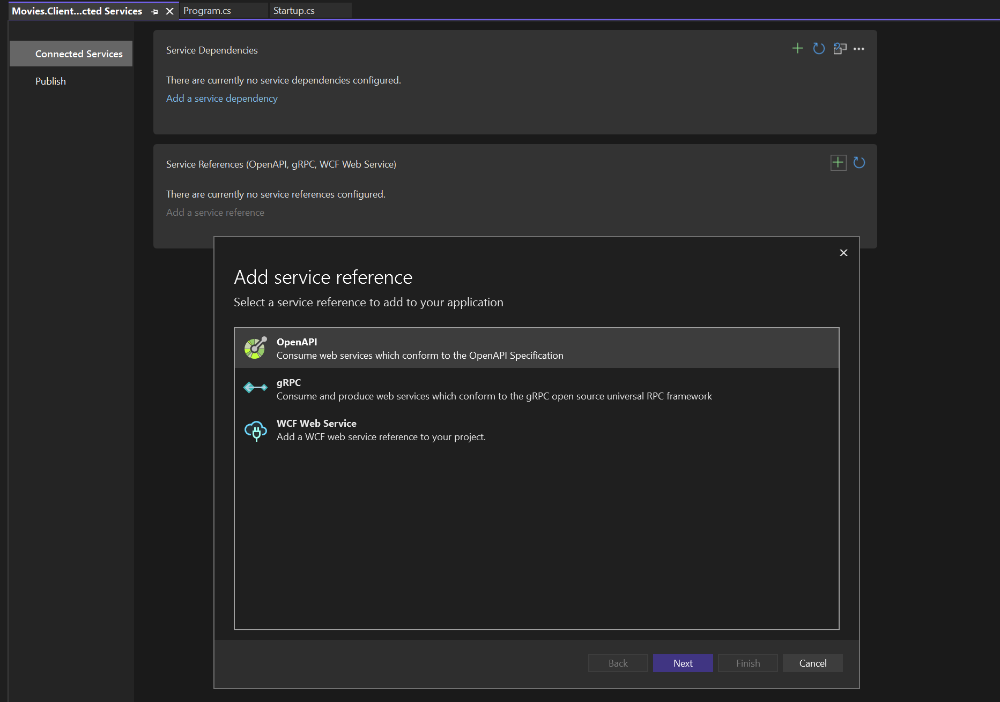 Movies.Client...cted Services
Program.cs
Startup.cs
Connected Services
Publish
Service Dependencies
There are currently no service dependencies configured.
Add a service dependency
Service References (OpenAPI, gRPC, WCF Web Service)
There are currently no service references configured.
Add a service reference
Add service reference
Select a service reference to add to your application
OpenAPI
Consume web services which conform to the OpenAPI Specification
gRPC
Consume and produce web services which conform to the gRPC open source universal RPC framework
WCF Web Service
Add a WCF web service reference to your project.
Back
Next
Finish
Cancel